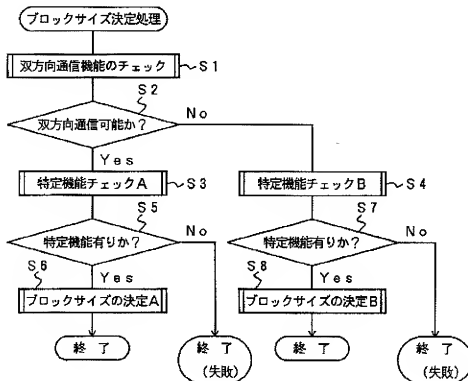 ブロックサイズ決定処理
双方向通信機能のチェック
S1
S2
双方向通信可能か?
No
Yes
特定機能チェックA
S3
特定機能チェックB
S4
S5
S7
特定機能有りか?
No
特定機能有りか?
No
S6
Yes
S8
Yes
ブロックサイズの決定A
ブロックサイズの決定B
終 了
終 了
(失敗)
終 了
終 了
(失敗)